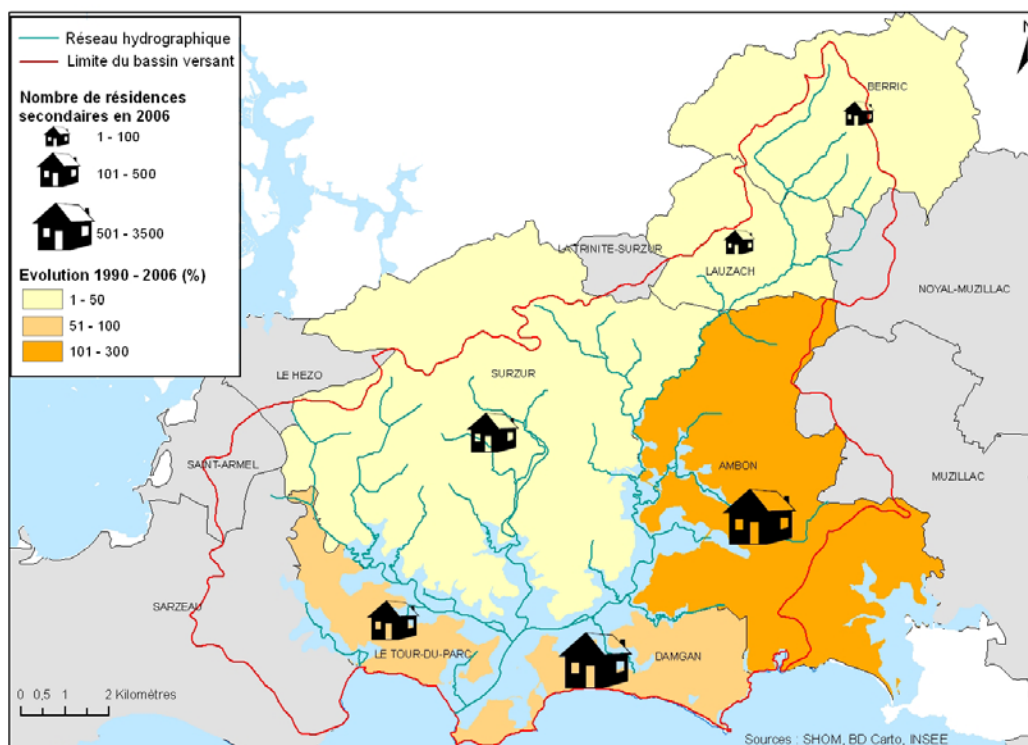 Réseau hydrographique
Limite du bassin versant
Nombre de résidences
secondaires en 2006
1 - 100
101 - 500
501 - 3500
Evolution 1990 - 2006 (%)
1 - 50
51 - 100
101 - 300
N
BERRIC
LA TRINITE-SURZUR
LAUZACH
NOYAL-MUZILLAC
LE HEZO
SURZUR
SAINT-ARMEL
AMBON
MUZILLAC
SARZEAU
LE TOUR-DU-PARC
DAMGAN
0 0,5 1 2 Kilomètres
Sources : SHOM, BD Carto, INSEE